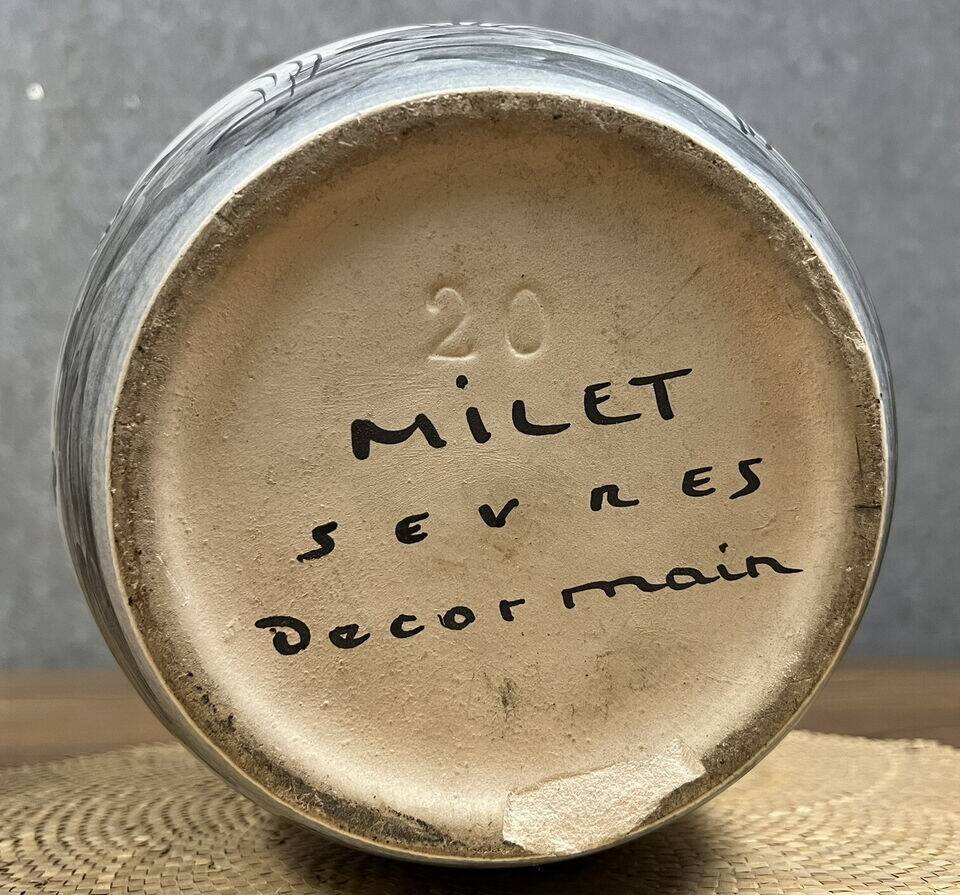 20
MiLET
SEVRES
Decor main